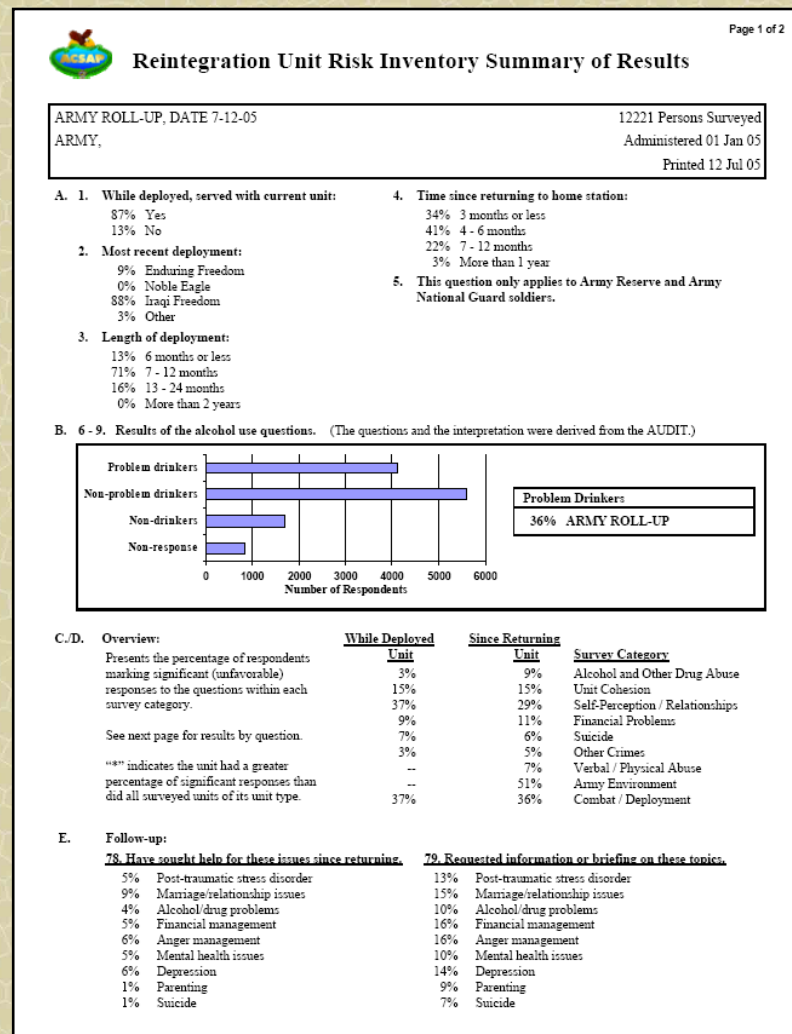 Page 1 of 2
ACSAP
Reintegration Unit Risk Inventory Summary of Results
ARMY ROLL-UP, DATE 7-12-05
12221 Persons Surveyed
ARMY,
Administered 01 Jan 05
Printed 12 Jul 05
A. 1. While deployed, served with current unit:
87% Yes
13% No
2. Most recent deployment:
9% Enduring Freedom
0% Noble Eagle
88% Iraqi Freedom
3% Other
3. Length of deployment:
13% 6 months or less
71% 7 - 12 months
16% 13 - 24 months
0% More than 2 years
4. Time since returning to home station:
34% 3 months or less
41% 4 - 6 months
22% 7 - 12 months
3% More than 1 year
5. This question only applies to Army Reserve and Army
National Guard soldiers.
B. 6 - 9. Results of the alcohol use questions. (The questions and the interpretation were derived from the AUDIT.)
Problem drinkers
Non-problem drinkers
Non-drinkers
Non-response
0 1000 2000 3000 4000 5000 6000
Number of Respondents
Problem Drinkers
36% ARMY ROLL-UP
C./D. Overview:
Presents the percentage of respondents
marking significant (unfavorable)
responses to the questions within each
survey category.
See next page for results by question.
"*" indicates the unit had a greater
percentage of significant responses than
did all surveyed units of its unit type.
While Deployed Since Returning
Unit Unit Survey Category
3% 9% Alcohol and Other Drug Abuse
15% 15% Unit Cohesion
37% 29% Self-Perception / Relationships
9% 11% Financial Problems
7% 6% Suicide
3% 5% Other Crimes
-- 7% Verbal / Physical Abuse
-- 51% Army Environment
37% 36% Combat / Deployment
E. Follow-up:
78. Have sought help for these issues since returning.
5% Post-traumatic stress disorder
9% Marriage/relationship issues
4% Alcohol/drug problems
5% Financial management
6% Anger management
5% Mental health issues
6% Depression
1% Parenting
1% Suicide
79. Requested information or briefing on these topics.
13% Post-traumatic stress disorder
15% Marriage/relationship issues
10% Alcohol/drug problems
16% Financial management
16% Anger management
10% Mental health issues
14% Depression
9% Parenting
7% Suicide